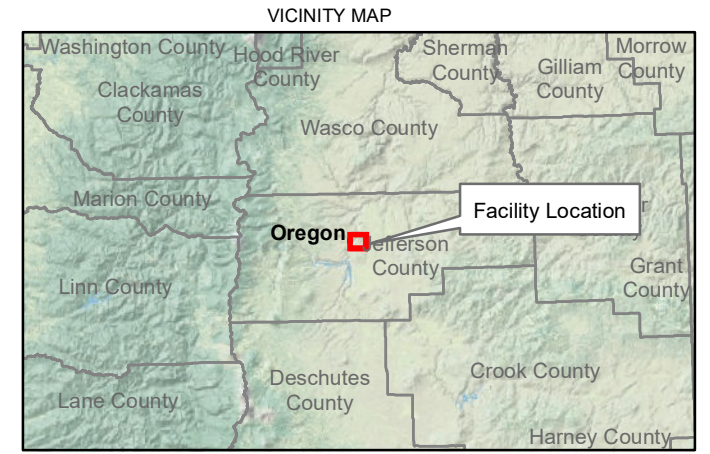 VICINITY MAP
Washington County
Hood River
County
Sherman
County
Gilliam
County
Morrow
County
Clackamas
County
Wasco County
Marion County
Facility Location
Oregon
Jefferson
County
Grant
County
Linn County
Deschutes
County
Crook County
Lane County
Harney County